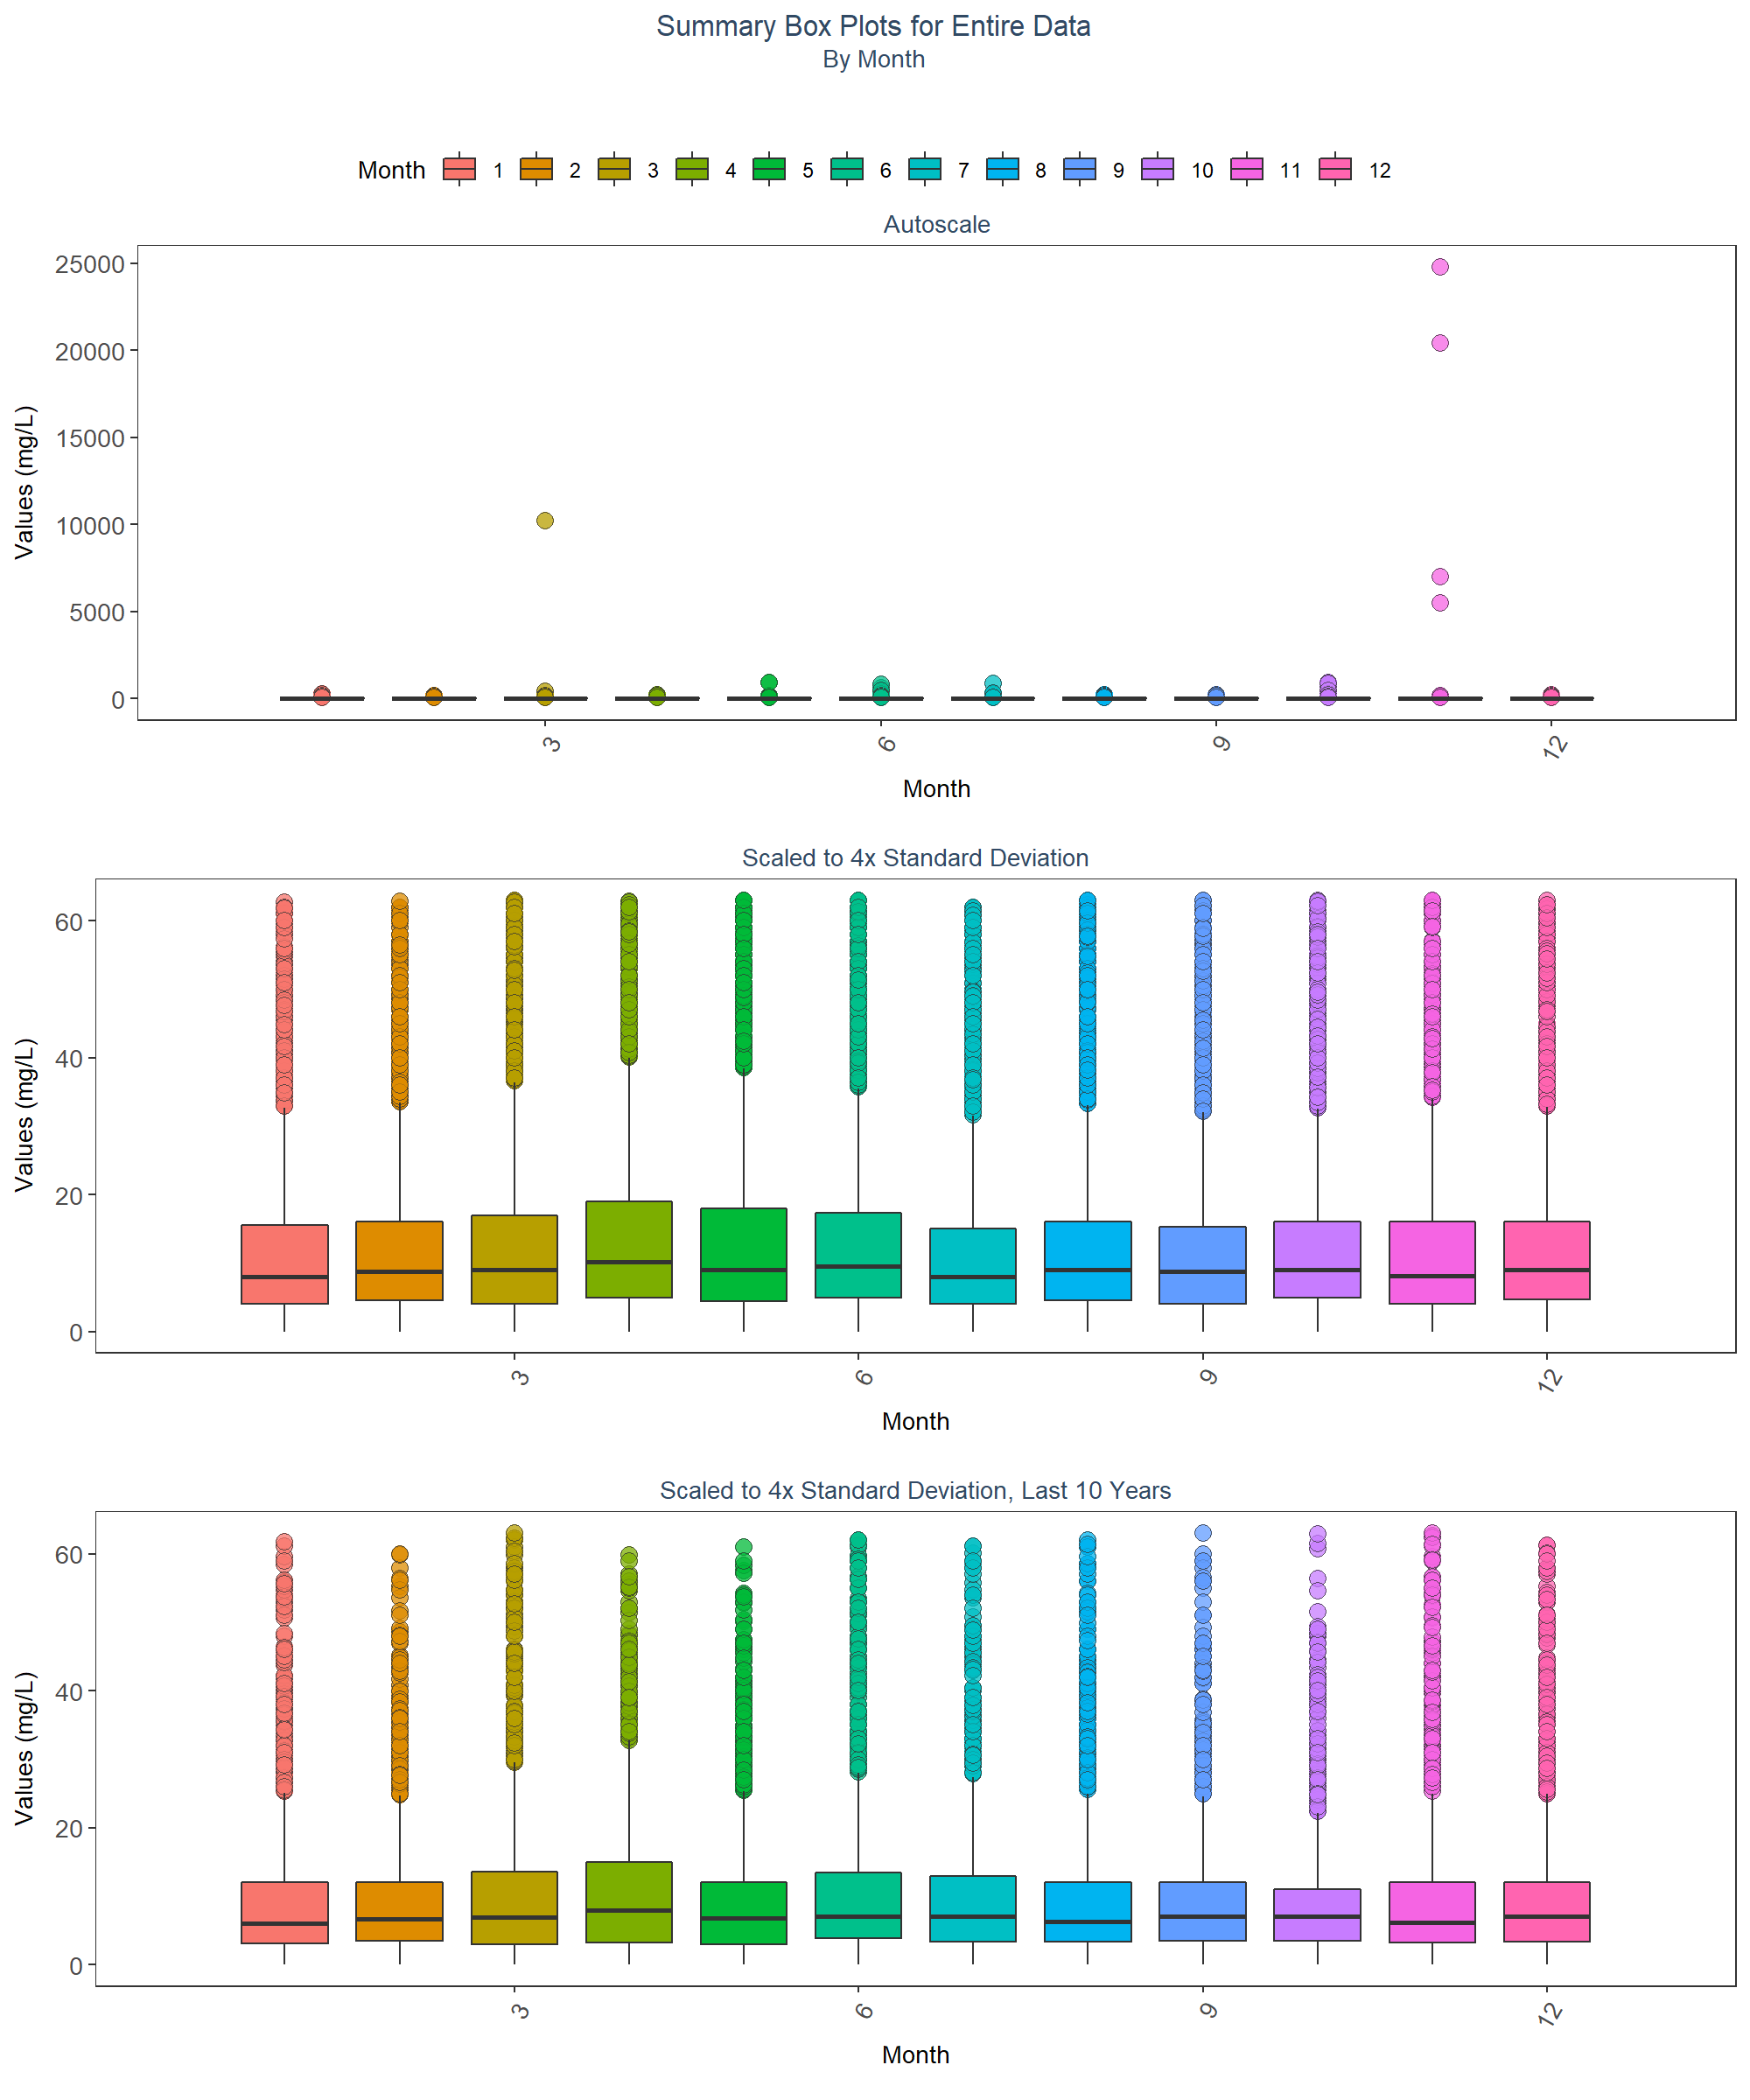 Summary Box Plots for Entire Data
By Month
Month 1 2 3 4 5 6 7 8 9 10 11 12
Autoscale
Values (mg/L)
25000
20000
15000
10000
5000
0
3 6 9 12
Month
Scaled to 4x Standard Deviation
Values (mg/L)
60
40
20
0
3 6 9 12
Month
Scaled to 4x Standard Deviation, Last 10 Years
Values (mg/L)
60
40
20
0
3 6 9 12
Month